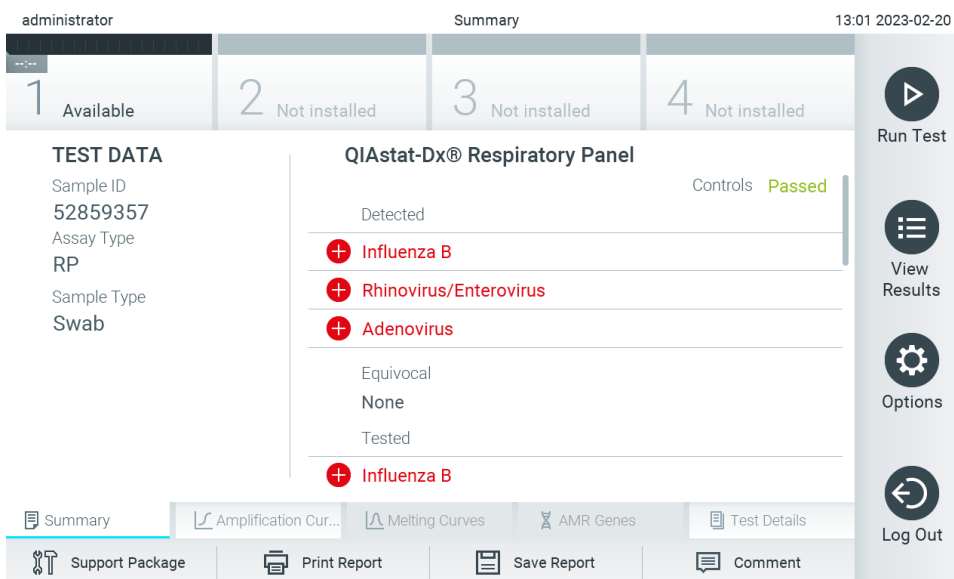 administrator
Summary
13:01 2023-02-20
--:--
1 Available
2 Not installed
3 Not installed
4 Not installed
Run Test
View
Results
Options
Log Out
TEST DATA
Sample ID
52859357
Assay Type
RP
Sample Type
Swab
QIAstat-Dx® Respiratory Panel
Controls Passed
Detected
Influenza B
Rhinovirus/Enterovirus
Adenovirus
Equivocal
None
Tested
Influenza B
Summary
Amplification Cur...
Melting Curves
AMR Genes
Test Details
Support Package
Print Report
Save Report
Comment